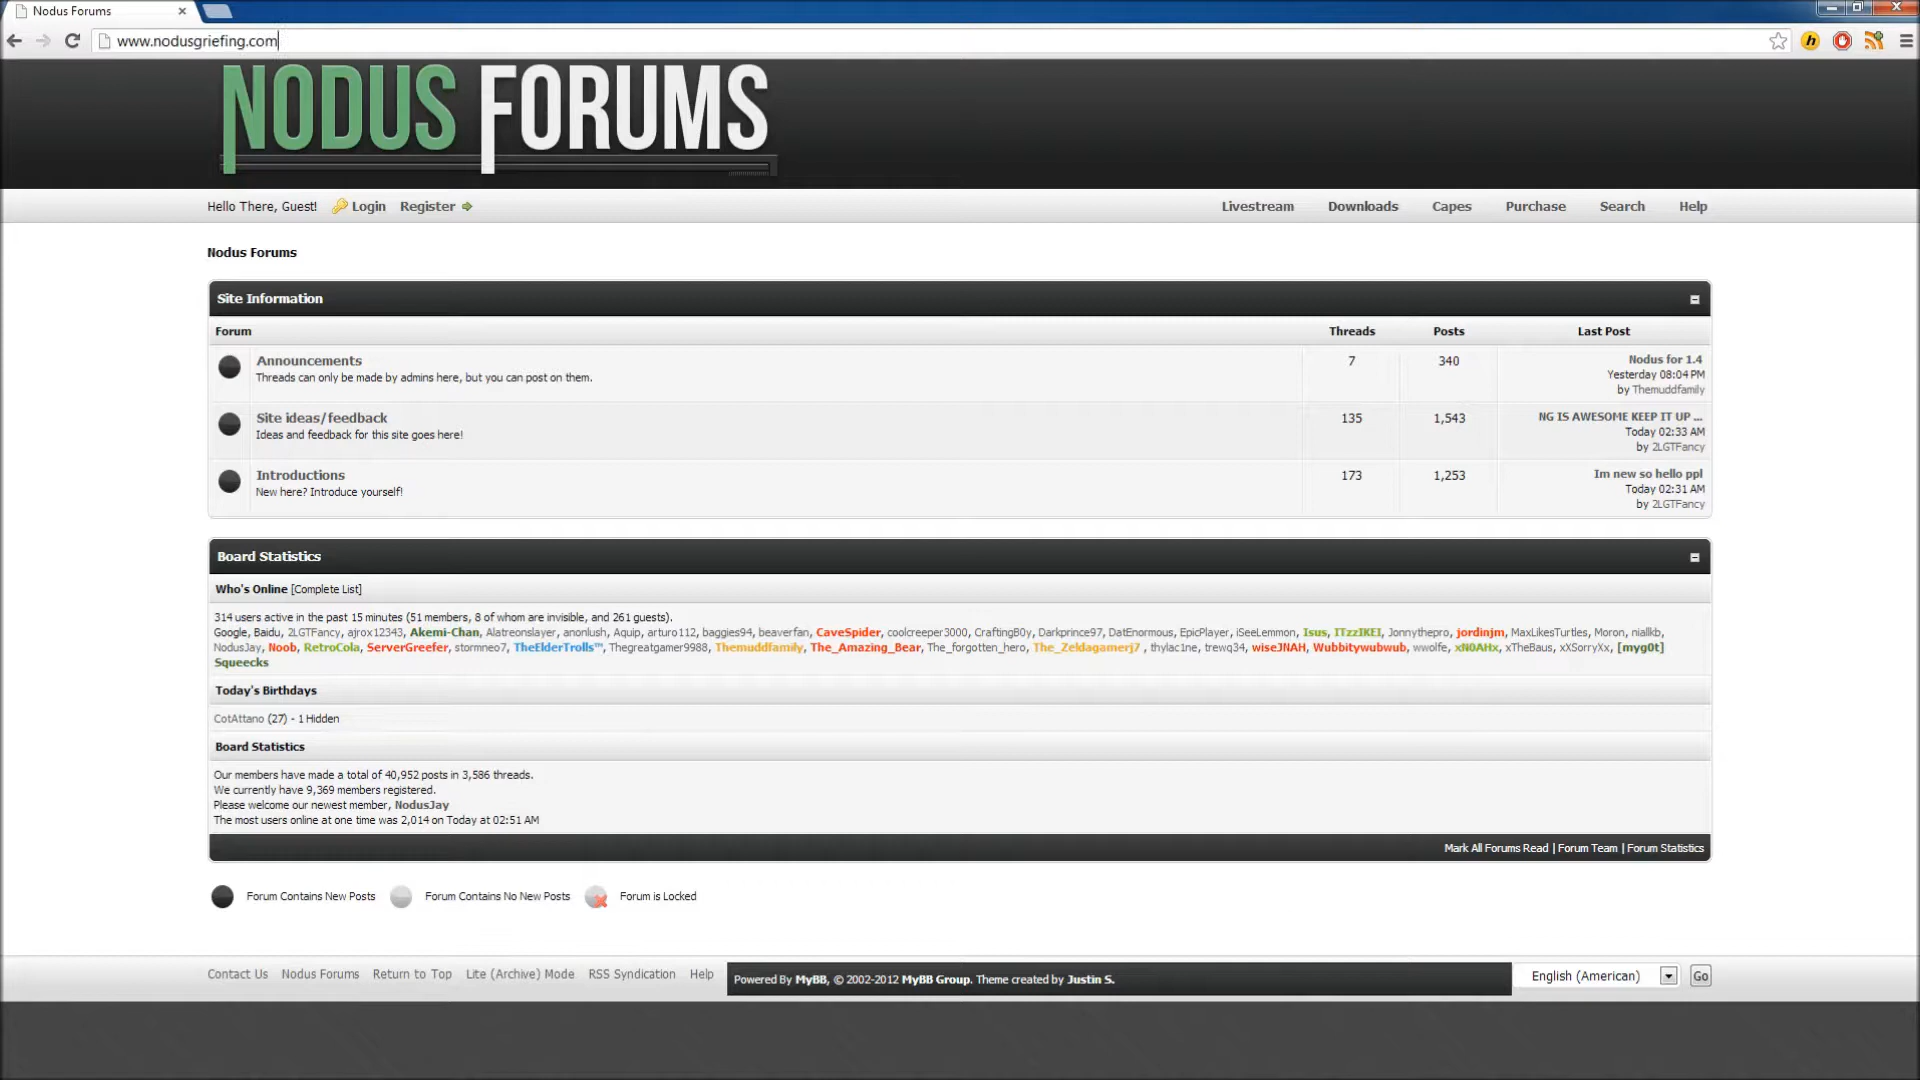 Nodus Forums
www.nodusgriefing.com
NODUS FORUMS
Hello There, Guest! Login Register Livestream Downloads Capes Purchase Search Help
Nodus Forums
Site Information
Forum Threads Posts Last Post
Announcements 7 340 Nodus for 1.4
Threads can only be made by admins here, but you can post on them. Yesterday 08:04 PM
by Themuddfamily
Site ideas/feedback 135 1,543 NG IS AWESOME KEEP IT UP ...
Ideas and feedback for this site goes here! Today 02:33 AM
by 2LGTFancy
Introductions 173 1,253 Im new so hello ppl
New here? Introduce yourself! Today 02:31 AM
by 2LGTFancy
Board Statistics
Who's Online [Complete List]
314 users active in the past 15 minutes (51 members, 8 of whom are invisible, and 261 guests).
Google, Baidu, 2LGTFancy, ajrox12343, Akemi-Chan, Alatreonslayer, anonlush, Aquip, arturo112, baggies94, beaverfan, CaveSpider, coolcreeper3000, CraftingB0y, Darkprince97, DatEnormous, EpicPlayer, iSeeLemmon, Isus, ITzzIKEI, Jonnythepro, jordinjm, MaxLikesTurtles, Moron, niallkb,
NodusJay, Noob, RetroCola, ServerGreefer, stormneo7, TheElderTrolls™, Thegreatgamer9988, Themuddfamily, The_Amazing_Bear, The_forgotten_hero, The_Zeldagamerj7 , thylac1ne, trewq34, wiseJNAH, Wubbitywubwub, wwolfe, xN0AHx, xTheBaus, xXSorryXx, [myg0t]
Squeecks
Today's Birthdays
CotAttano (27) - 1 Hidden
Board Statistics
Our members have made a total of 40,952 posts in 3,586 threads.
We currently have 9,369 members registered.
Please welcome our newest member, NodusJay
The most users online at one time was 2,014 on Today at 02:51 AM
Mark All Forums Read | Forum Team | Forum Statistics
Forum Contains New Posts Forum Contains No New Posts Forum is Locked
Contact Us Nodus Forums Return to Top Lite (Archive) Mode RSS Syndication Help Powered By MyBB, © 2002-2012 MyBB Group. Theme created by Justin S. English (American) Go